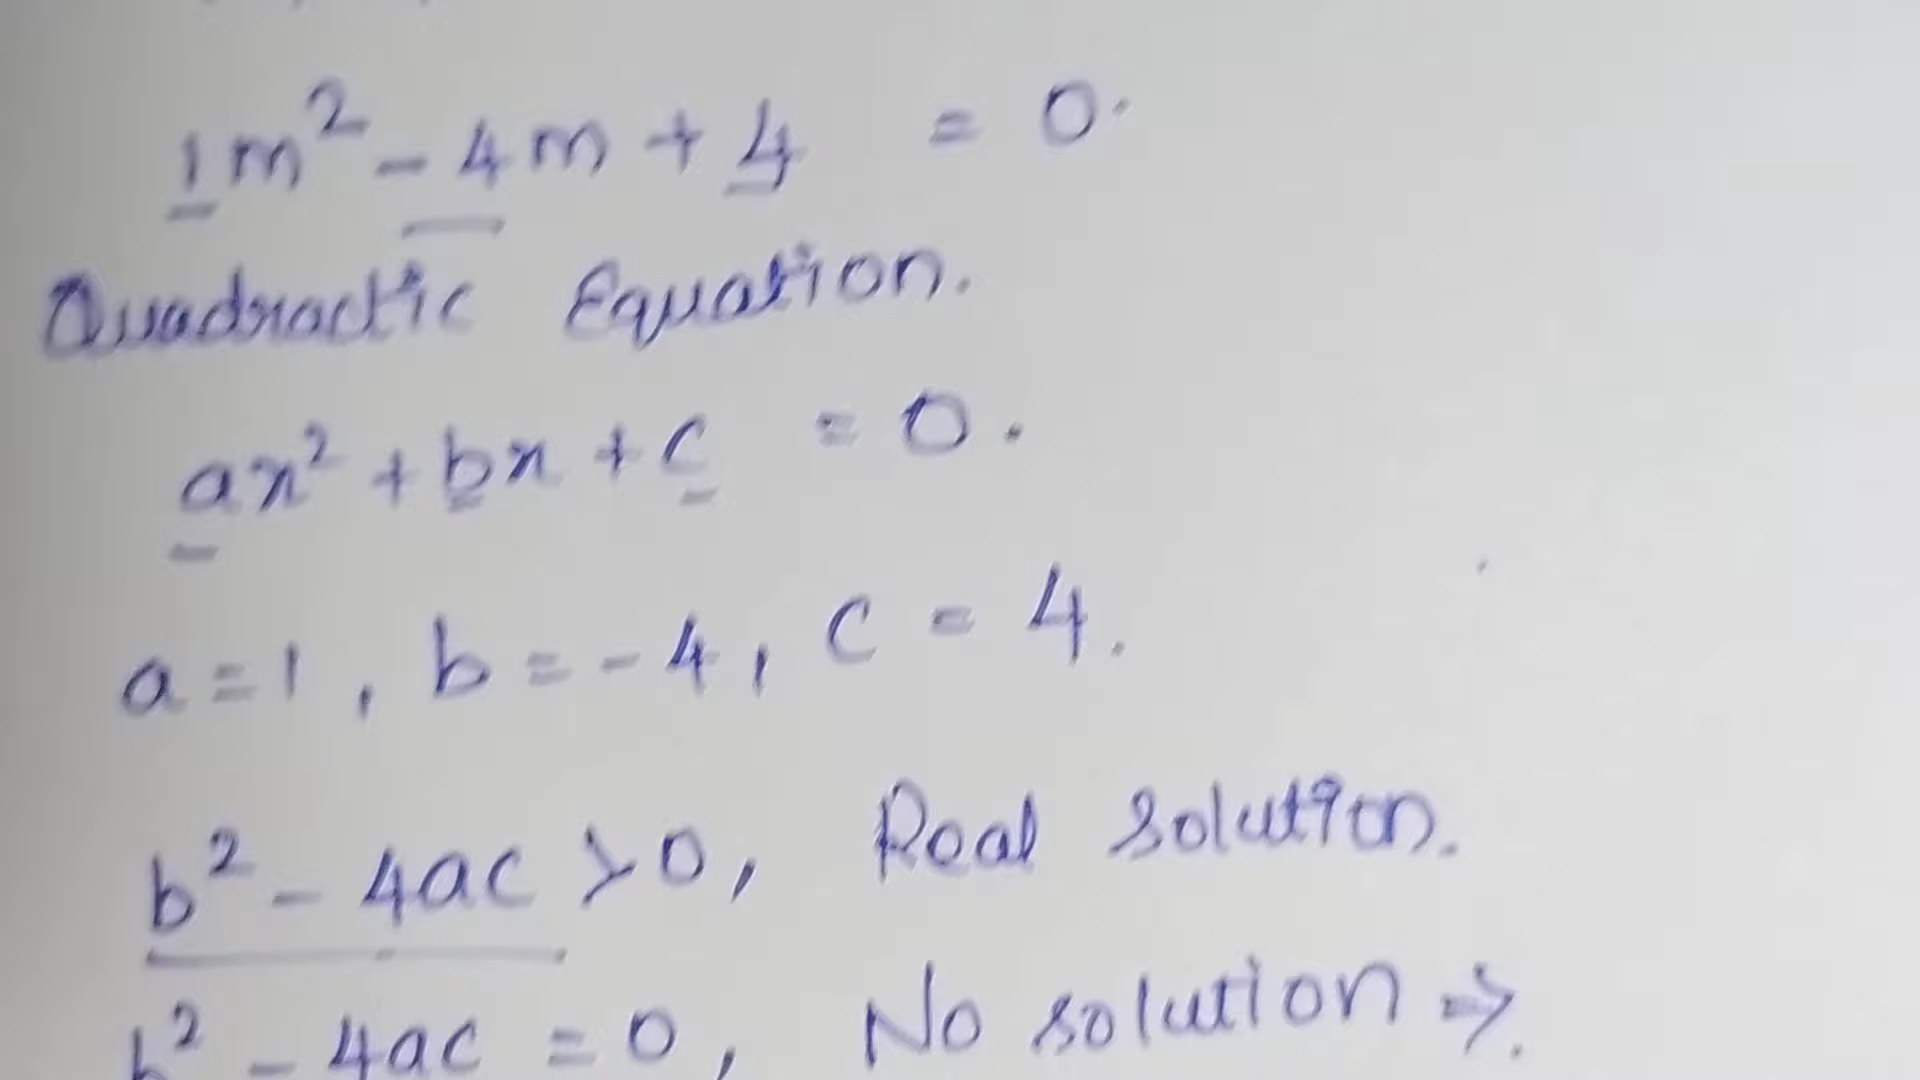 1m² - 4m + 4 = 0.
Quadractic Equation.
ax² + bx + c = 0.
a = 1, b = -4, c = 4.
b² - 4ac > 0, Real solution.
b² - 4ac = 0, No solution ⇒.